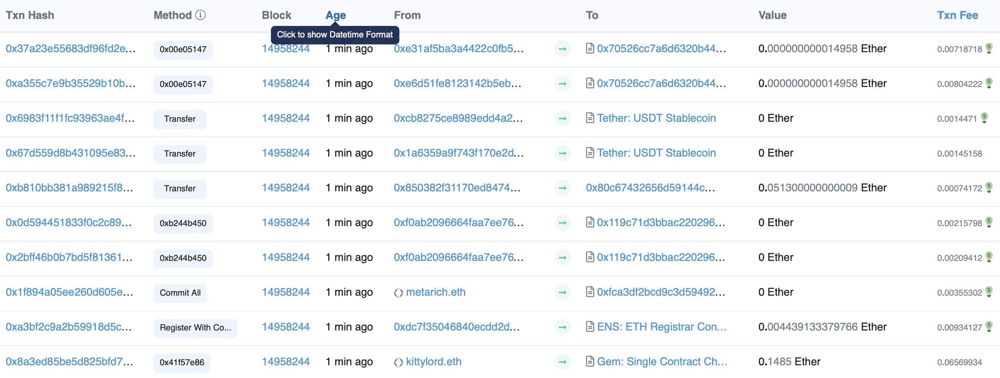 Txn Hash Method Block Age From To Value Txn Fee
Click to show Datetime Format
0x37a23e55683df96fd2e... 0x00e05147 14958244 1 min ago 0xe31af5ba3a4422c0fb5... 0x70526cc7a6d6320b44... 0.000000000014958 Ether 0.00718718
0xa355c7e9b35529b10b... 0x00e05147 14958244 1 min ago 0xe6d51fe8123142b5eb... 0x70526cc7a6d6320b44... 0.000000000014958 Ether 0.00804222
0x6983f11f1fc93963ae4f... Transfer 14958244 1 min ago 0xcb8275ce8989edd4a2... Tether: USDT Stablecoin 0 Ether 0.0014471
0x67d559d8b431095e83... Transfer 14958244 1 min ago 0x1a6359a9f743f170e2d... Tether: USDT Stablecoin 0 Ether 0.00145158
0xb810bb381a989215f8... Transfer 14958244 1 min ago 0x850382f31170ed8474... 0x80c67432656d59144c... 0.051300000000009 Ether 0.00074172
0x0d594451833f0c2c89... 0xb244b450 14958244 1 min ago 0xf0ab2096664faa7ee76... 0x119c71d3bbac220296... 0 Ether 0.00215798
0x2bff46b0b7bd5f81361... 0xb244b450 14958244 1 min ago 0xf0ab2096664faa7ee76... 0x119c71d3bbac220296... 0 Ether 0.00209412
0x1f894a05ee260d605e... Commit All 14958244 1 min ago metarich.eth 0xfca3df2bcd9c3d59492... 0 Ether 0.00355302
0xa3bf2c9a2b59918d5c... Register With Co... 14958244 1 min ago 0xdc7f35046840ecdd2d... ENS: ETH Registrar Con... 0.004439133379766 Ether 0.00934127
0x8a3ed85be5d825bfd7... 0x41f57e86 14958244 1 min ago kittylord.eth Gem: Single Contract Ch... 0.1485 Ether 0.06569934